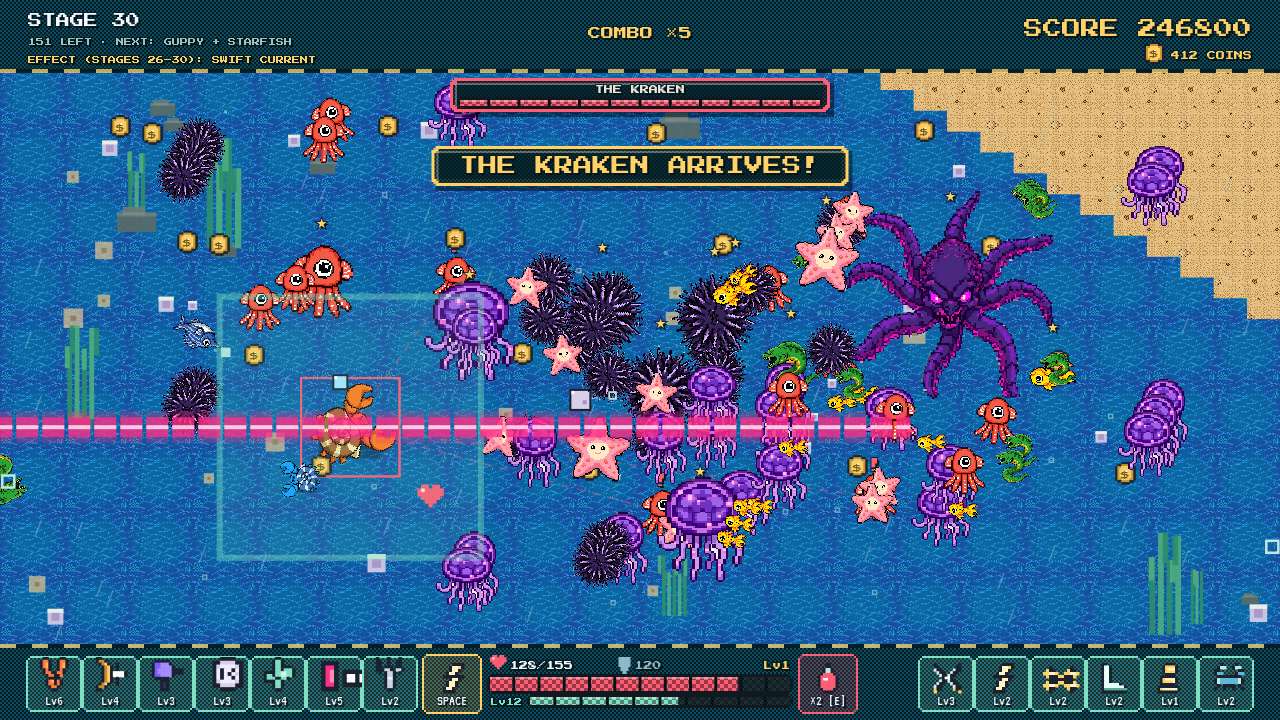 STAGE 30
151 LEFT · NEXT: GUPPY + STARFISH
EFFECT (STAGES 26-30): SWIFT CURRENT
COMBO ×5
SCORE 246800
$ 412 COINS
THE KRAKEN
THE KRAKEN ARRIVES!
Lv6
Lv4
Lv3
Lv3
Lv4
Lv5
Lv2
SPACE
128/155
120
Lv1
Lv12
X2 [E]
Lv3
Lv2
Lv2
Lv2
Lv1
Lv2